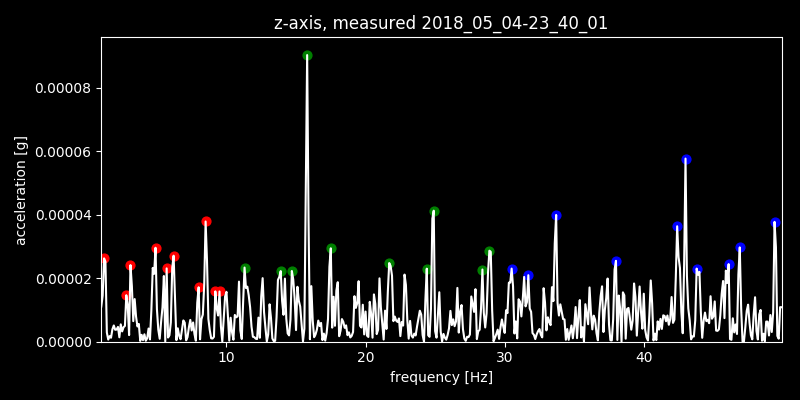 z-axis, measured 2018_05_04-23_40_01
0.00008
0.00006
0.00004
0.00002
0.00000
acceleration [g]
10 20 30 40
frequency [Hz]